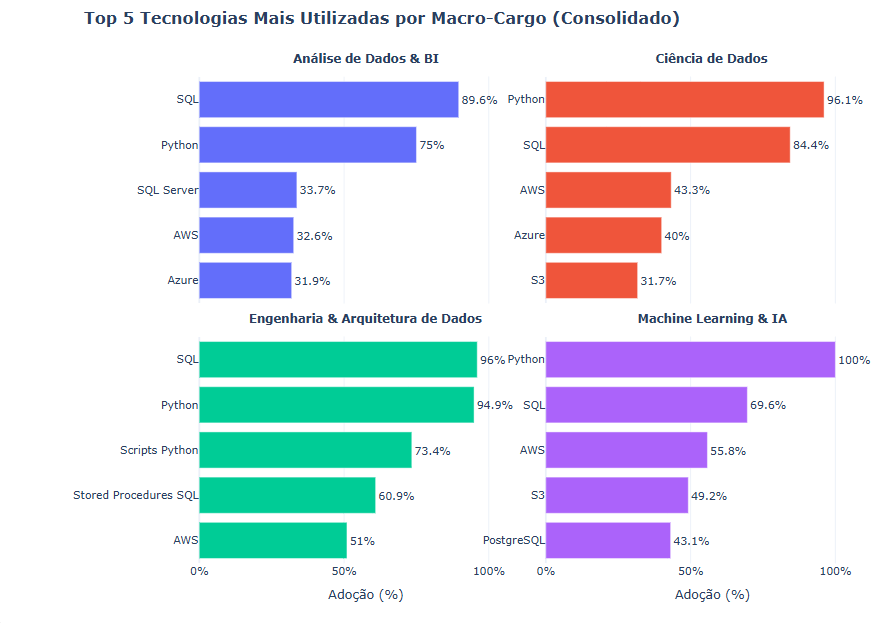 Top 5 Tecnologias Mais Utilizadas por Macro-Cargo (Consolidado)
Análise de Dados & BI
SQL 89.6%
Python 75%
SQL Server 33.7%
AWS 32.6%
Azure 31.9%
Ciência de Dados
Python 96.1%
SQL 84.4%
AWS 43.3%
Azure 40%
S3 31.7%
Engenharia & Arquitetura de Dados
SQL 96%
Python 94.9%
Scripts Python 73.4%
Stored Procedures SQL 60.9%
AWS 51%
0% 50% 100%
Adoção (%)
Machine Learning & IA
Python 100%
SQL 69.6%
AWS 55.8%
S3 49.2%
PostgreSQL 43.1%
0% 50% 100%
Adoção (%)